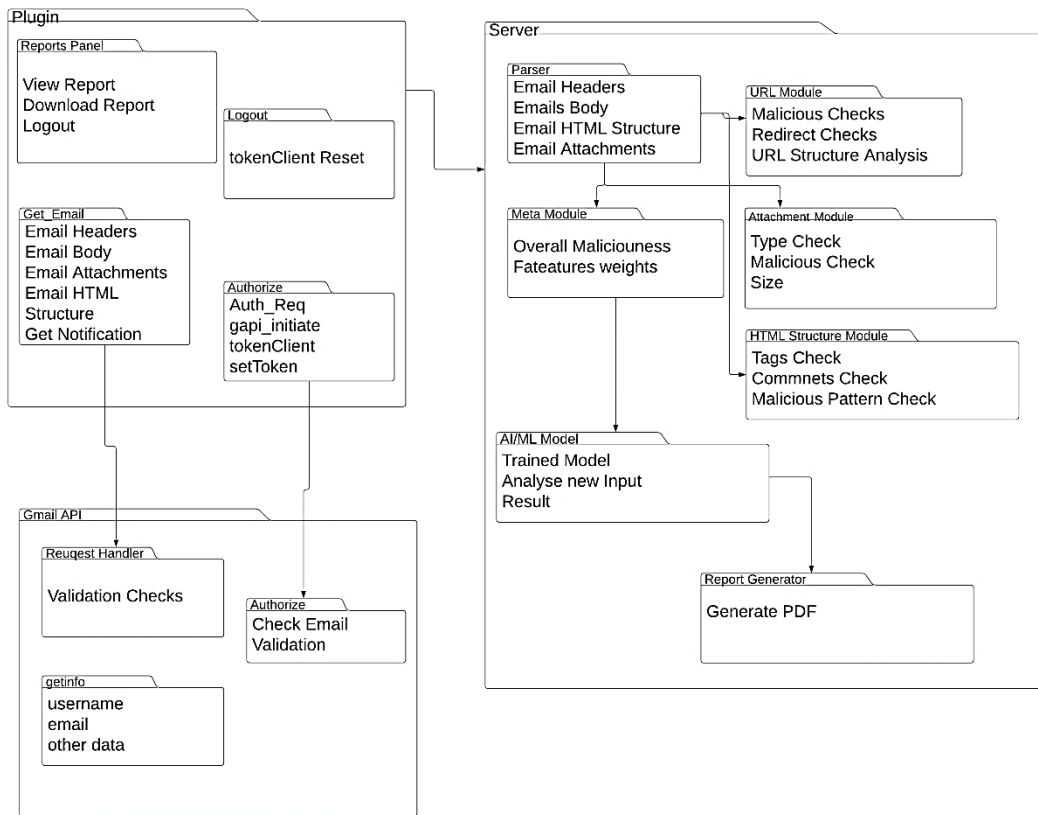 Plugin
Reports Panel
View Report
Download Report
Logout
Logout
tokenClient Reset
Get_Email
Email Headers
Email Body
Email Attachments
Email HTML
Structure
Get Notification
Authorize
Auth_Req
gapi_initiate
tokenClient
setToken
Gmail API
Reuqest Handler
Validation Checks
Authorize
Check Email
Validation
getinfo
username
email
other data
Server
Parser
Email Headers
Emails Body
Email HTML Structure
Email Attachments
URL Module
Malicious Checks
Redirect Checks
URL Structure Analysis
Meta Module
Overall Maliciouness
Fateatures weights
Attachment Module
Type Check
Malicious Check
Size
HTML Structure Module
Tags Check
Commnets Check
Malicious Pattern Check
AI/ML Model
Trained Model
Analyse new Input
Result
Report Generator
Generate PDF